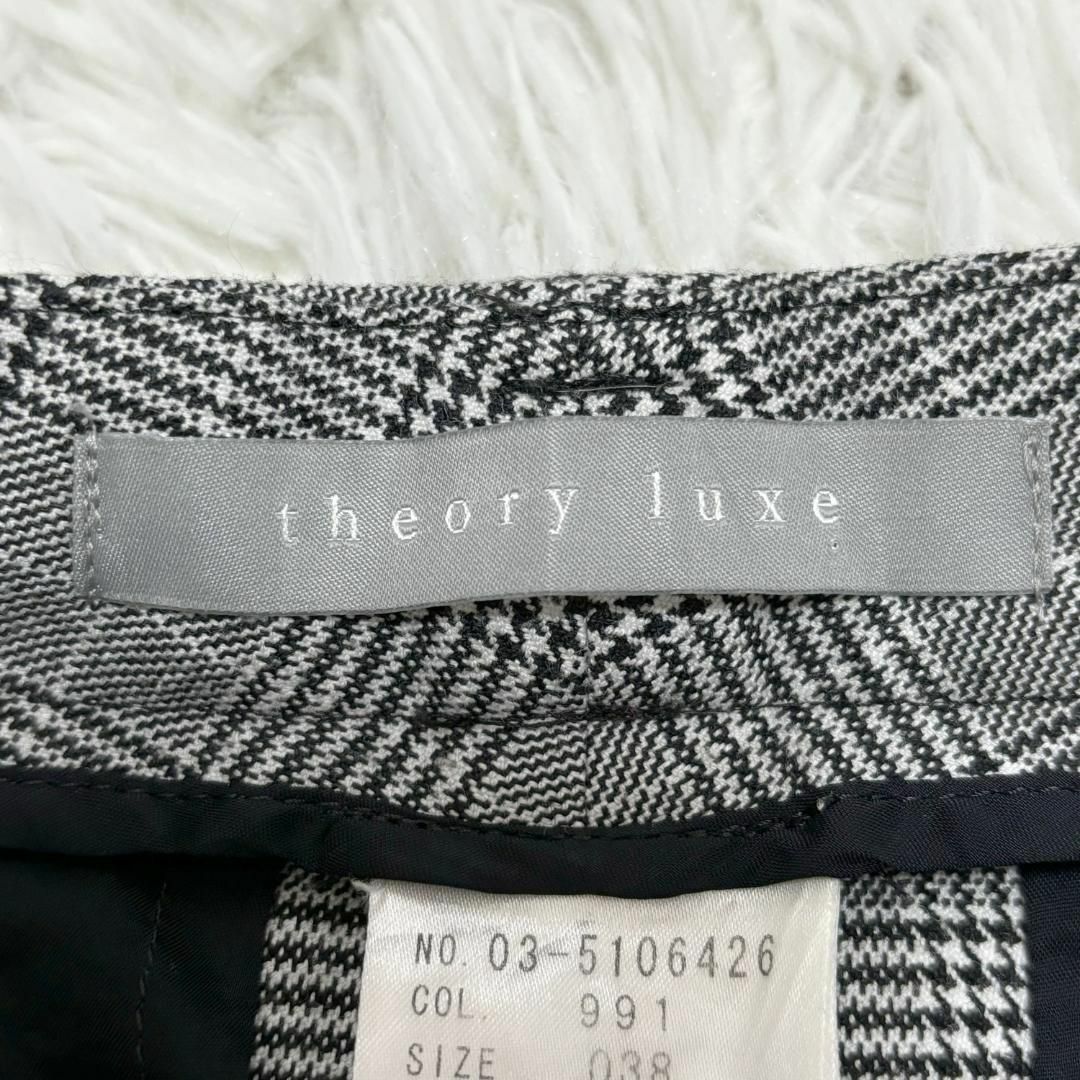 theory luxe
NO. 03-5106426
COL. 991
SIZE 038